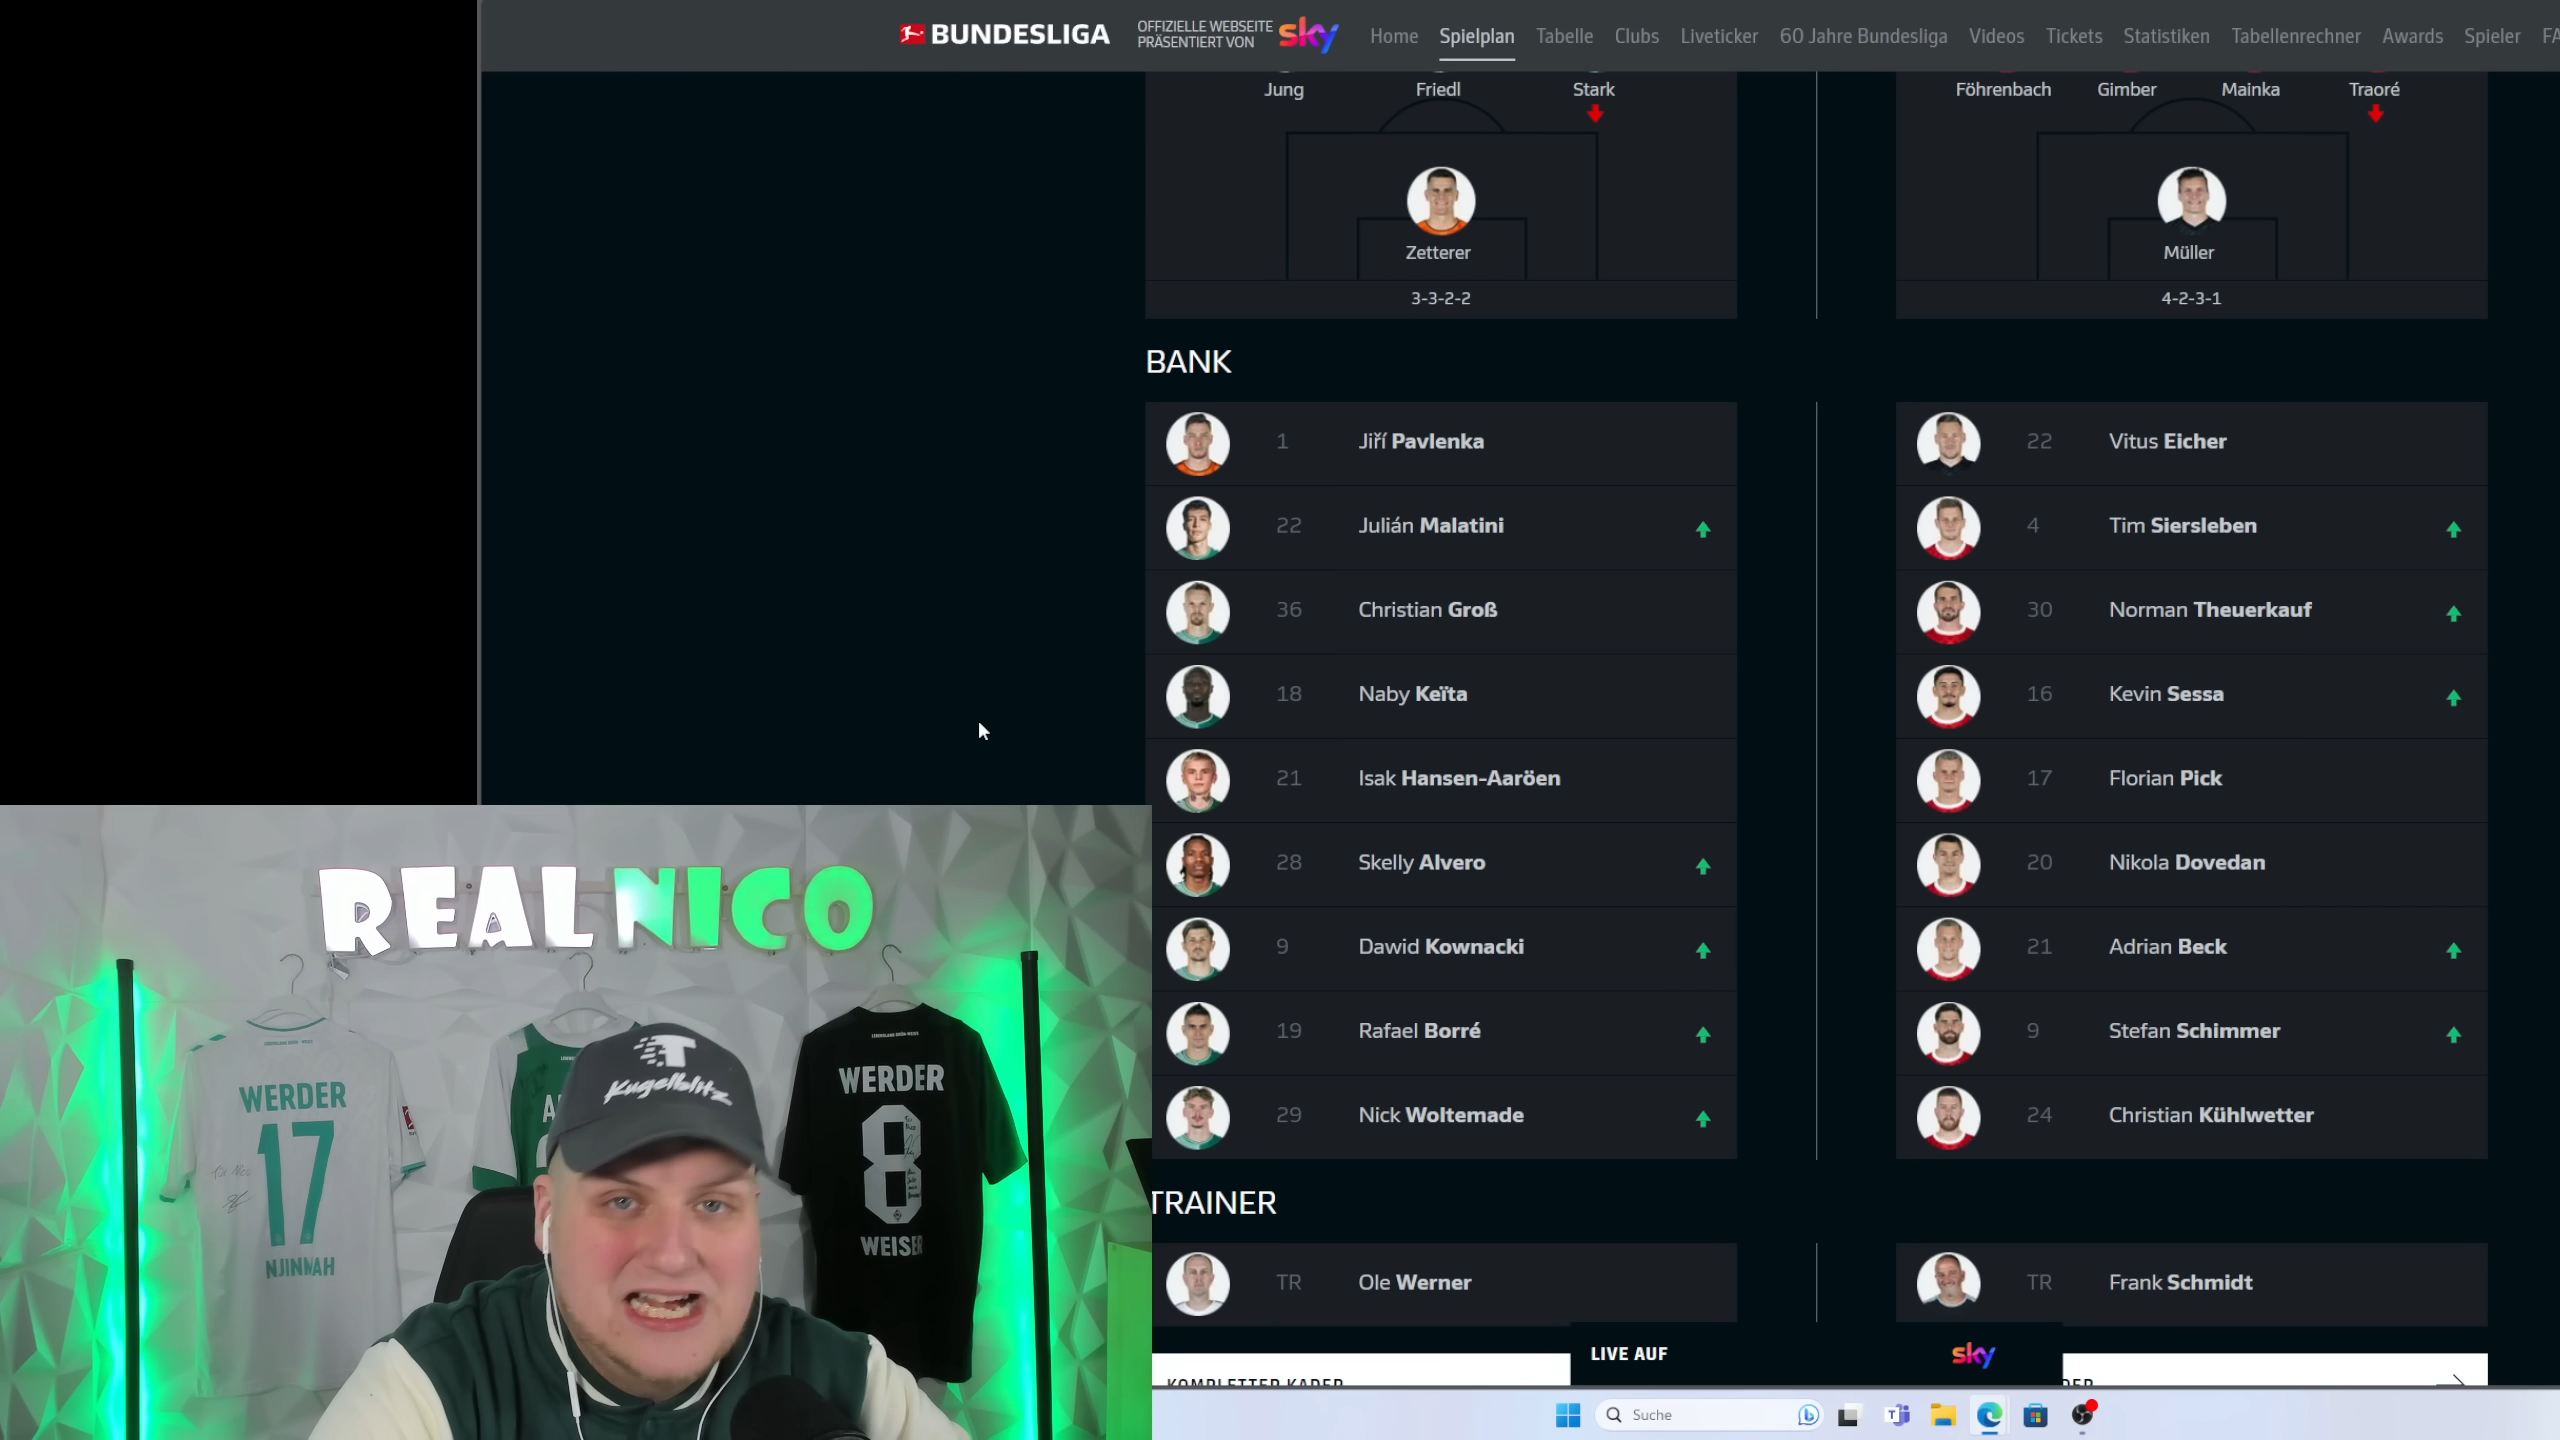 BUNDESLIGA
OFFIZIELLE WEBSEITE
PRÄSENTIERT VON
sky
Home Spielplan Tabelle Clubs Liveticker 60 Jahre Bundesliga Videos Tickets Statistiken Tabellenrechner Awards Spieler
Jung Friedl Stark
Zetterer
3-3-2-2
Föhrenbach Gimber Mainka Traoré
Müller
4-2-3-1
BANK
1 Jiří Pavlenka
22 Julián Malatini
36 Christian Groß
18 Naby Keïta
21 Isak Hansen-Aaröen
28 Skelly Alvero
9 Dawid Kownacki
19 Rafael Borré
29 Nick Woltemade
22 Vitus Eicher
4 Tim Siersleben
30 Norman Theuerkauf
16 Kevin Sessa
17 Florian Pick
20 Nikola Dovedan
21 Adrian Beck
9 Stefan Schimmer
24 Christian Kühlwetter
TRAINER
TR Ole Werner
TR Frank Schmidt
KOMPLETTER KADER
LIVE AUF sky
Suche
REALNICO
WERDER
17
NJINMAH
WERDER
8
WEISER
T
Kugelblitz